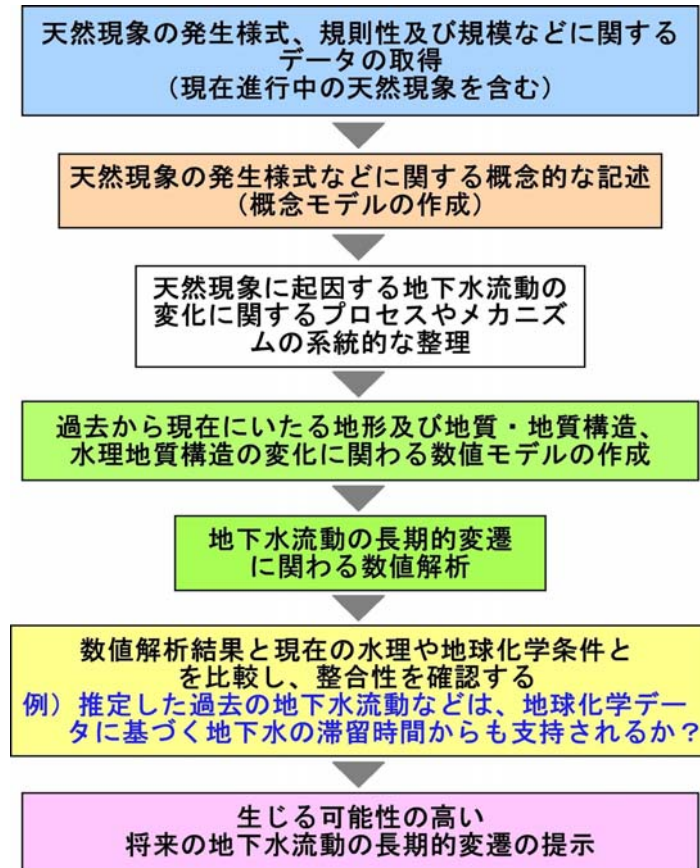 天然現象の発生様式、規則性及び規模などに関する
データの取得
（現在進行中の天然現象を含む）
天然現象の発生様式などに関する概念的な記述
（概念モデルの作成）
天然現象に起因する地下水流動の
変化に関するプロセスやメカニズ
ムの系統的な整理
過去から現在にいたる地形及び地質・地質構造、
水理地質構造の変化に関わる数値モデルの作成
地下水流動の長期的変遷
に関わる数値解析
数値解析結果と現在の水理や地球化学条件と
を比較し、整合性を確認する
例）推定した過去の地下水流動などは、地球化学デー
タに基づく地下水の滞留時間からも支持されるか？
生じる可能性の高い
将来の地下水流動の長期的変遷の提示